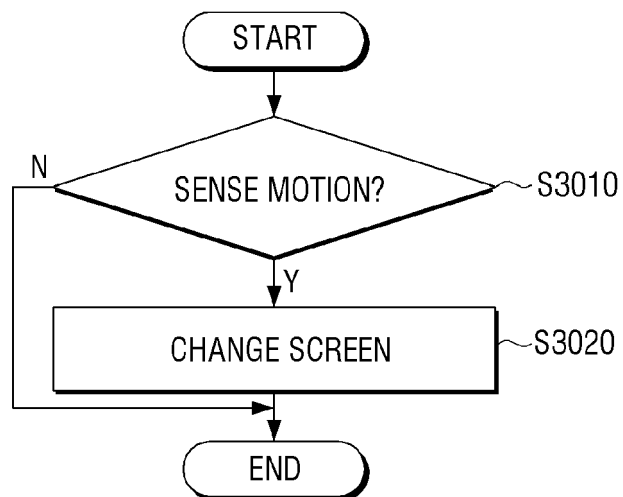 START
N
SENSE MOTION?
S3010
Y
CHANGE SCREEN
S3020
END